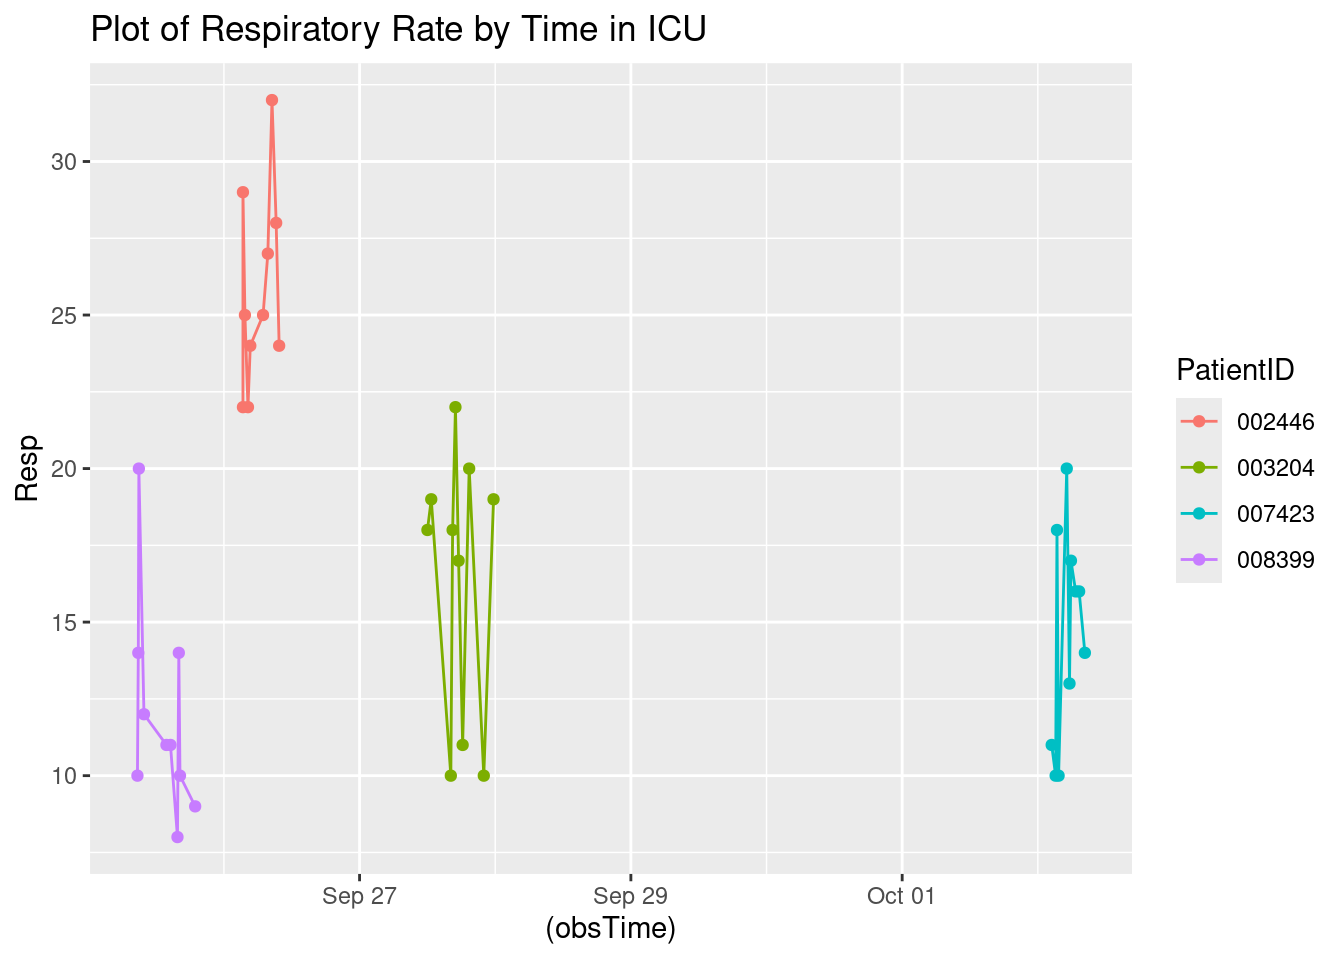 Plot of Respiratory Rate by Time in ICU
30
25
20
15
10
Resp
Sep 27
Sep 29
Oct 01
(obsTime)
PatientID
002446
003204
007423
008399